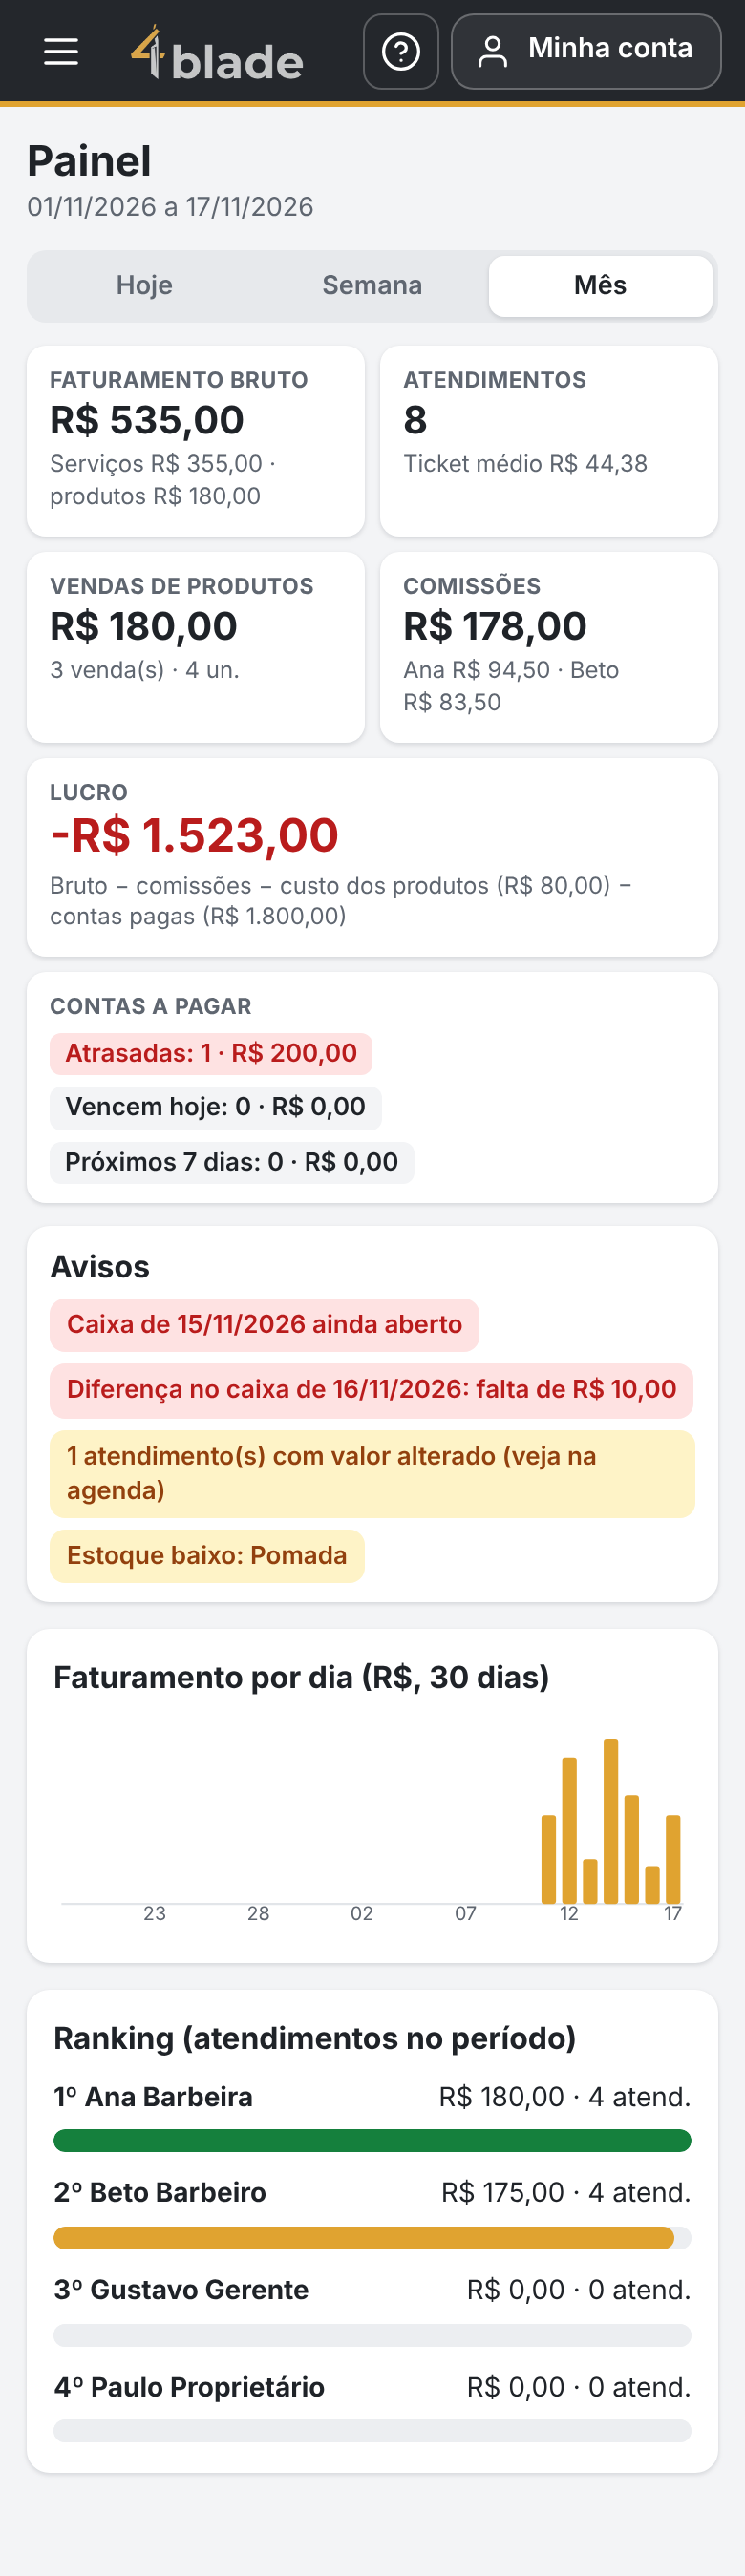 4blade
Minha conta
Painel
01/11/2026 a 17/11/2026
Hoje
Semana
Mês
FATURAMENTO BRUTO
R$ 535,00
Serviços R$ 355,00 ·
produtos R$ 180,00
ATENDIMENTOS
8
Ticket médio R$ 44,38
VENDAS DE PRODUTOS
R$ 180,00
3 venda(s) · 4 un.
COMISSÕES
R$ 178,00
Ana R$ 94,50 · Beto
R$ 83,50
LUCRO
-R$ 1.523,00
Bruto − comissões − custo dos produtos (R$ 80,00) −
contas pagas (R$ 1.800,00)
CONTAS A PAGAR
Atrasadas: 1 · R$ 200,00
Vencem hoje: 0 · R$ 0,00
Próximos 7 dias: 0 · R$ 0,00
Avisos
Caixa de 15/11/2026 ainda aberto
Diferença no caixa de 16/11/2026: falta de R$ 10,00
1 atendimento(s) com valor alterado (veja na
agenda)
Estoque baixo: Pomada
Faturamento por dia (R$, 30 dias)
23 28 02 07 12 17
Ranking (atendimentos no período)
1º Ana Barbeira R$ 180,00 · 4 atend.
2º Beto Barbeiro R$ 175,00 · 4 atend.
3º Gustavo Gerente R$ 0,00 · 0 atend.
4º Paulo Proprietário R$ 0,00 · 0 atend.